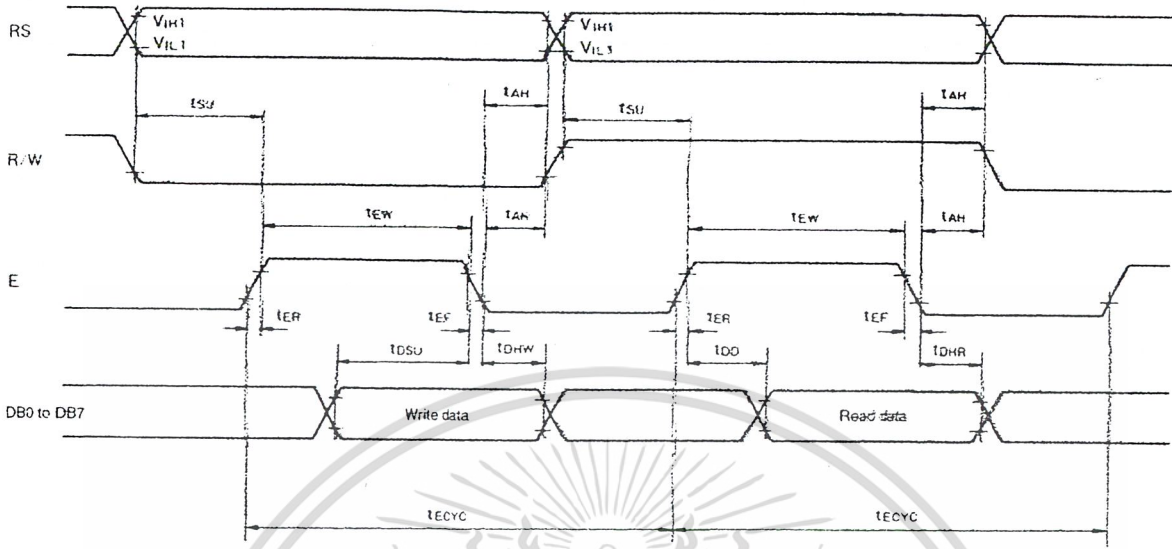 RS
VIH1
VIL1
VIH1
VIL3
tSU
tAH
tSU
tAH
R/W
tEW
tAH
tEW
tAH
E
tER
tEF
tER
tEF
tDSU
tDHW
tDD
tDHR
DB0 to DB7
Write data
Read data
tECYC
tECYC